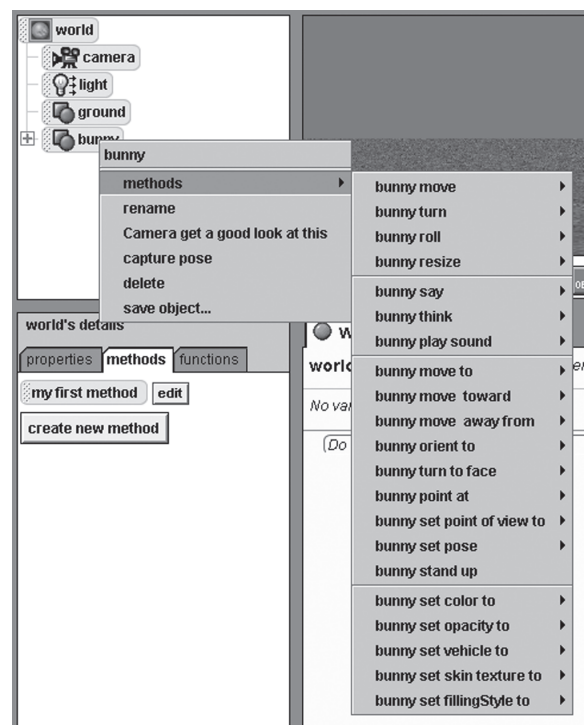 world
camera
light
ground
bunny
bunny
methods
rename
Camera get a good look at this
capture pose
delete
save object...
bunny move
bunny turn
bunny roll
bunny resize
bunny say
bunny think
bunny play sound
bunny move to
bunny move toward
bunny move away from
bunny orient to
bunny turn to face
bunny point at
bunny set point of view to
bunny set pose
bunny stand up
bunny set color to
bunny set opacity to
bunny set vehicle to
bunny set skin texture to
bunny set fillingStyle to
world's details
properties methods functions
my first method edit
create new method
world
No
Do